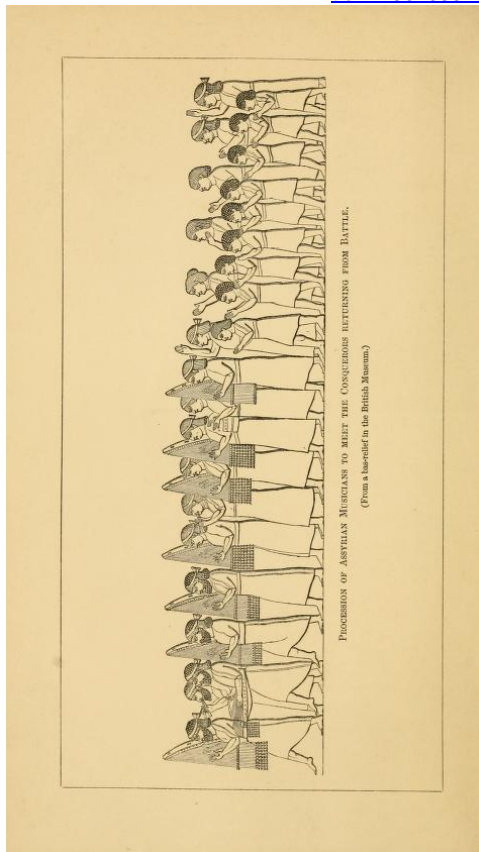 Procession of Assyrian Musicians to meet the Conquerors returning from Battle.
(From a bas-relief in the British Museum.)